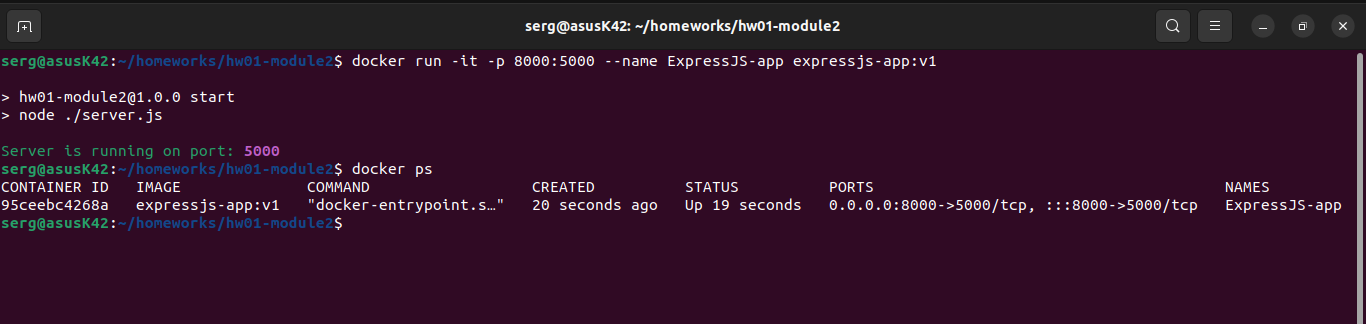 serg@asusK42: ~/homeworks/hw01-module2
serg@asusK42:~/homeworks/hw01-module2$ docker run -it -p 8000:5000 --name ExpressJS-app expressjs-app:v1
> hw01-module2@1.0.0 start
> node ./server.js
Server is running on port: 5000
serg@asusK42:~/homeworks/hw01-module2$ docker ps
CONTAINER ID   IMAGE               COMMAND                  CREATED          STATUS          PORTS                                       NAMES
95ceebc4268a   expressjs-app:v1   "docker-entrypoint.s…"   20 seconds ago   Up 19 seconds   0.0.0.0:8000->5000/tcp, :::8000->5000/tcp   ExpressJS-app
serg@asusK42:~/homeworks/hw01-module2$